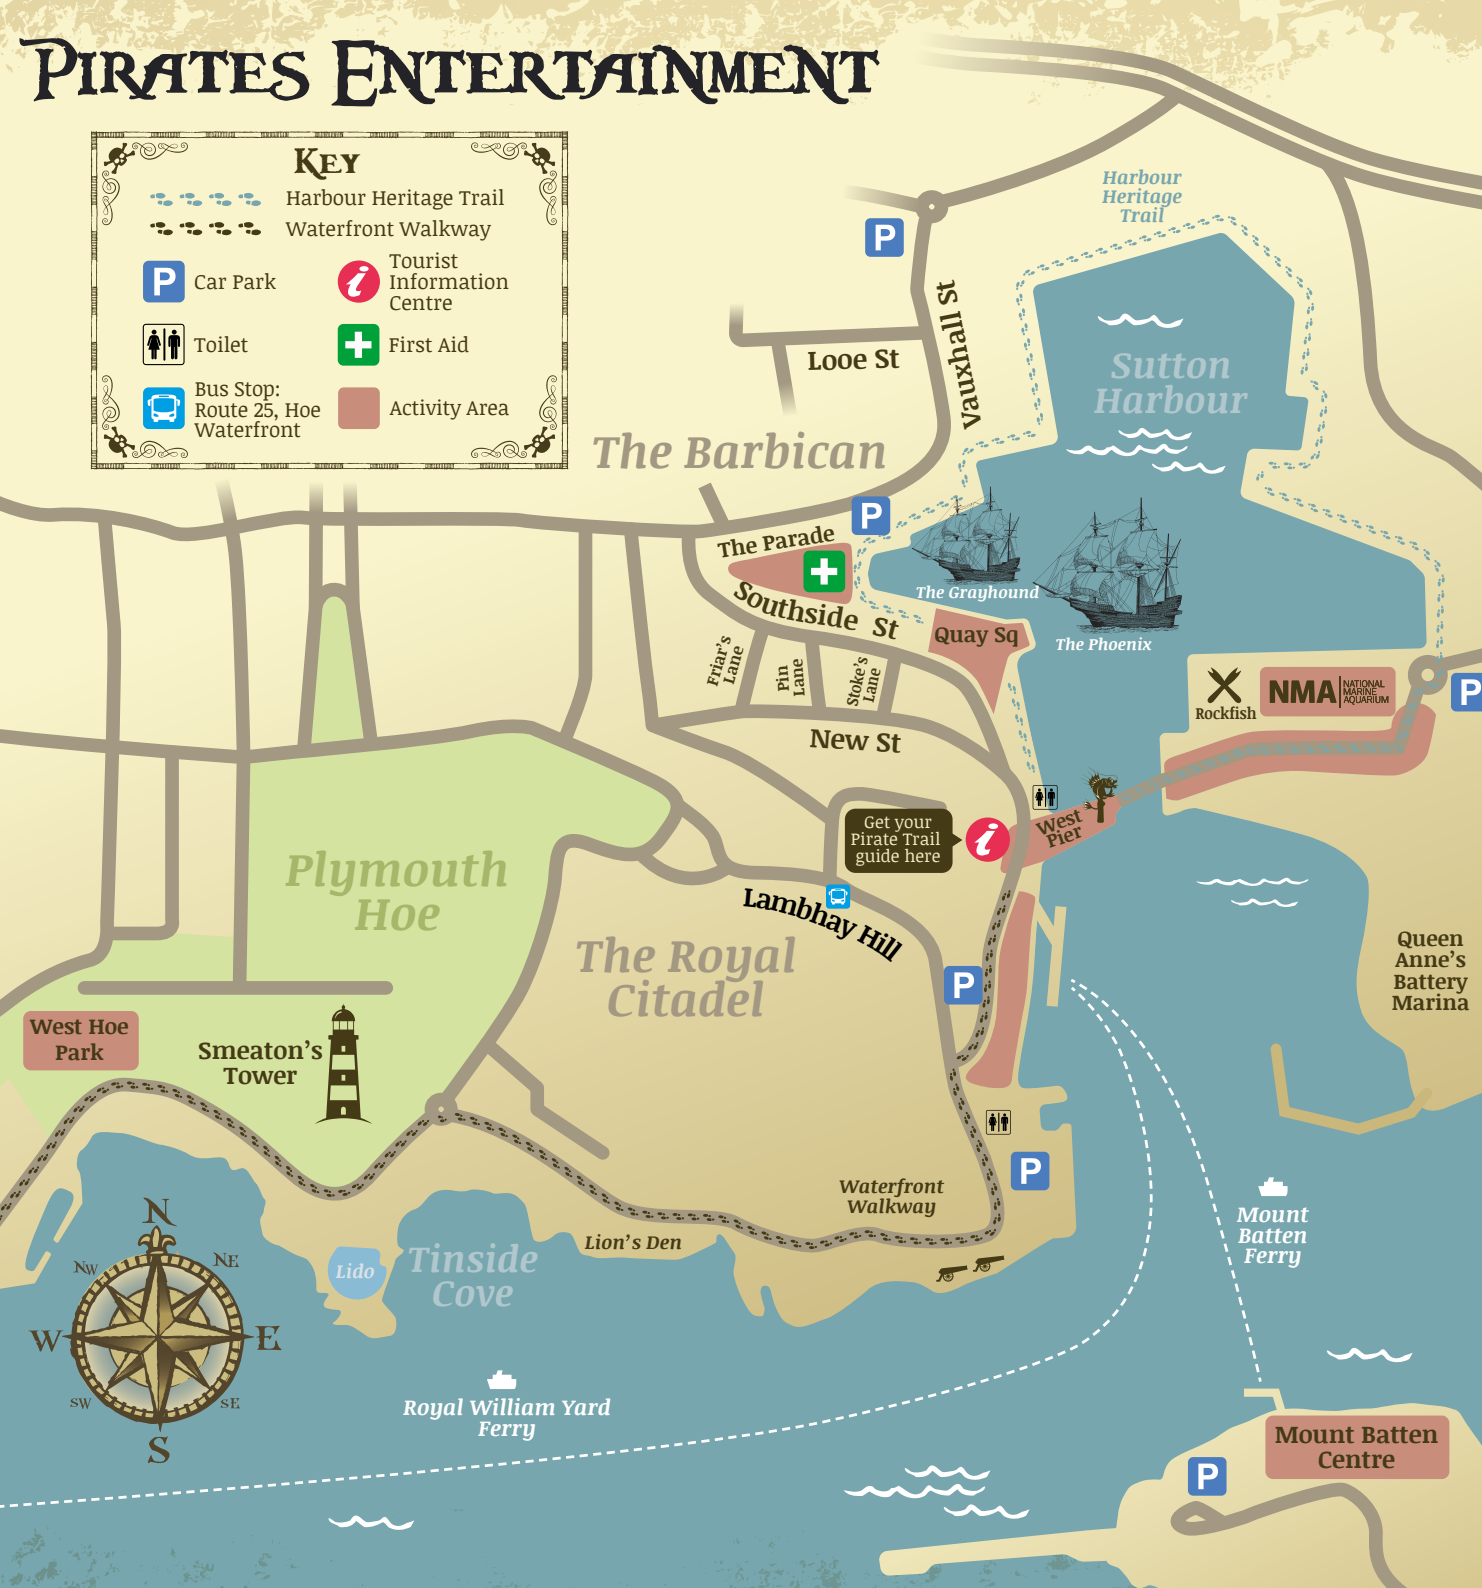 Pirates Entertainment
Key
Harbour Heritage Trail
Waterfront Walkway
P
Car Park
i
Tourist
Information
Centre
Toilet
First Aid
Bus Stop:
Route 25, Hoe
Waterfront
Activity Area
Harbour
Heritage
Trail
P
Vauxhall St
Looe St
Sutton
Harbour
The Barbican
P
The Parade
Southside St
The Grayhound
The Phoenix
Quay Sq
Friar's
Lane
Pin
Lane
Stoke's
Lane
New St
Rockfish
NMA
NATIONAL
MARINE
AQUARIUM
P
West
Pier
Get your
Pirate Trail
guide here
i
Plymouth
Hoe
Lambhay Hill
The Royal
Citadel
P
Queen
Anne's
Battery
Marina
West Hoe
Park
Smeaton's
Tower
P
Waterfront
Walkway
Lion's Den
Mount
Batten
Ferry
Lido
Tinside
Cove
N
NE
E
SE
S
SW
W
NW
Royal William Yard
Ferry
Mount Batten
Centre
P